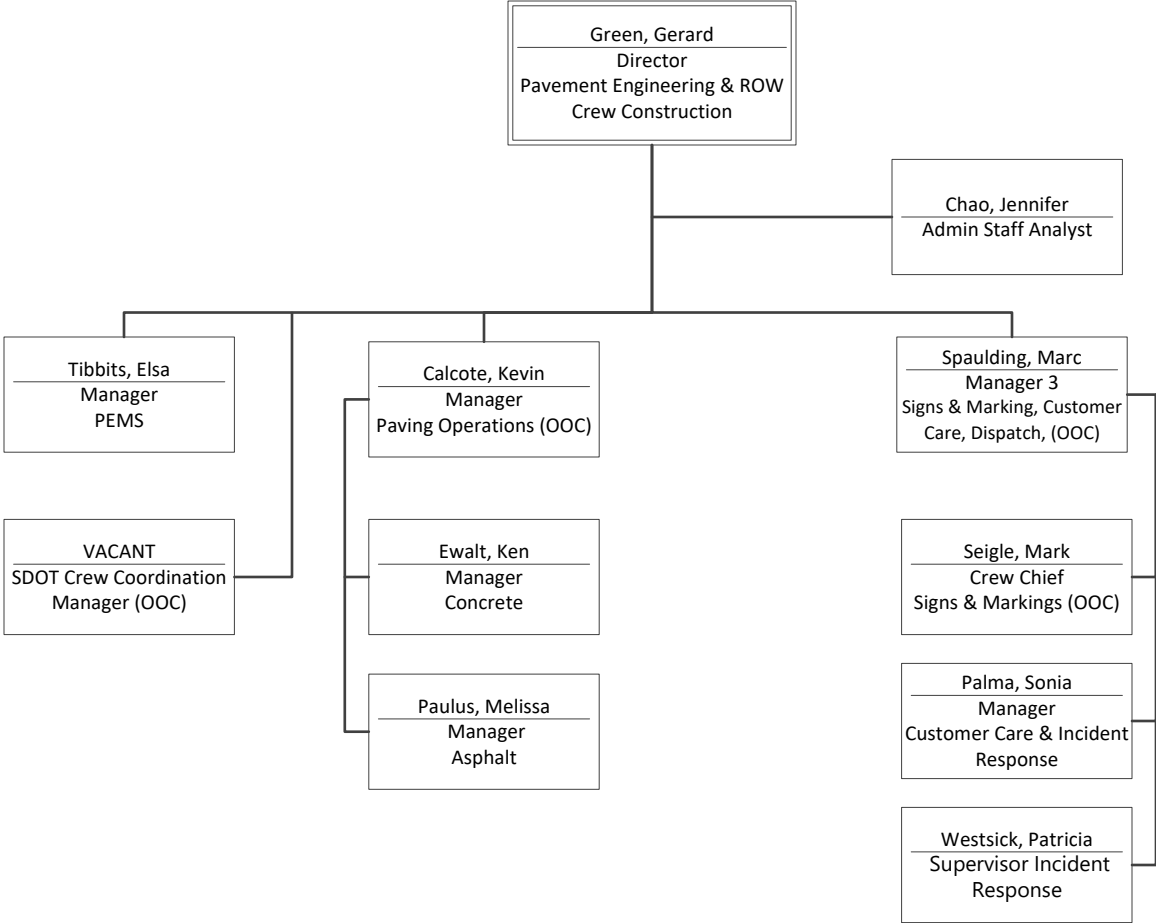 Green, Gerard
Director
Pavement Engineering & ROW
Crew Construction
Chao, Jennifer
Admin Staff Analyst
Tibbits, Elsa
Manager
PEMS
Calcote, Kevin
Manager
Paving Operations (OOC)
Spaulding, Marc
Manager 3
Signs & Marking, Customer
Care, Dispatch, (OOC)
VACANT
SDOT Crew Coordination
Manager (OOC)
Ewalt, Ken
Manager
Concrete
Seigle, Mark
Crew Chief
Signs & Markings (OOC)
Paulus, Melissa
Manager
Asphalt
Palma, Sonia
Manager
Customer Care & Incident
Response
Westsick, Patricia
Supervisor Incident
Response